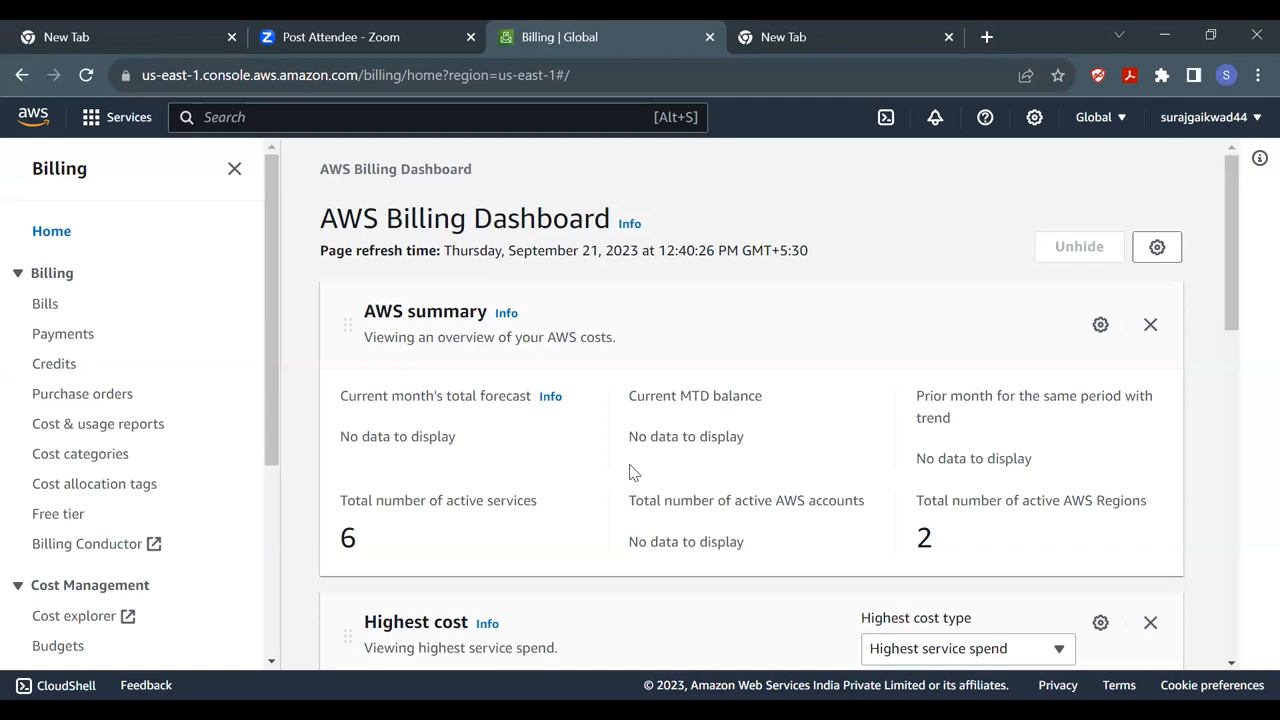 New Tab
Post Attendee - Zoom
Billing | Global
New Tab
us-east-1.console.aws.amazon.com/billing/home?region=us-east-1#/
S
aws
Services
Search
[Alt+S]
Global
surajgaikwad44
Billing
Home
Billing
Bills
Payments
Credits
Purchase orders
Cost & usage reports
Cost categories
Cost allocation tags
Free tier
Billing Conductor
Cost Management
Cost explorer
Budgets
AWS Billing Dashboard
AWS Billing Dashboard Info
Page refresh time: Thursday, September 21, 2023 at 12:40:26 PM GMT+5:30
Unhide
AWS summary Info
Viewing an overview of your AWS costs.
Current month's total forecast Info
No data to display
Current MTD balance
No data to display
Prior month for the same period with
trend
No data to display
Total number of active services
6
Total number of active AWS accounts
No data to display
Total number of active AWS Regions
2
Highest cost Info
Viewing highest service spend.
Highest cost type
Highest service spend
CloudShell
Feedback
© 2023, Amazon Web Services India Private Limited or its affiliates.
Privacy
Terms
Cookie preferences